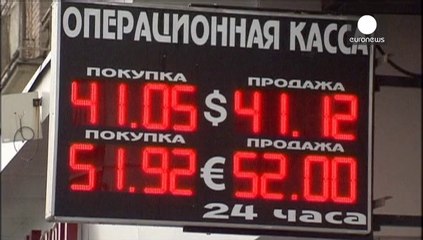 ОПЕРАЦИОННАЯ КАССА
euronews
ПОКУПКА ПРОДАЖА
41.05 $ 41.12
ПОКУПКА ПРОДАЖА
51.92 € 52.00
24 часа